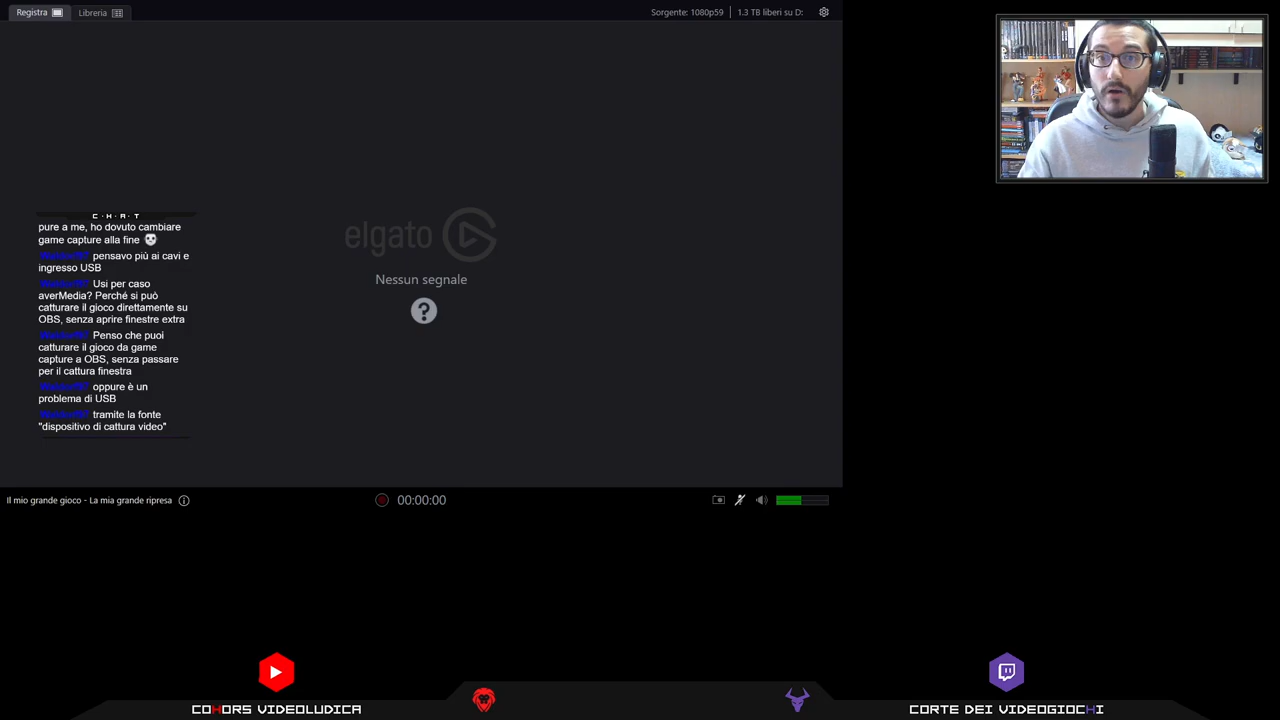 Registra
Libreria
Sorgente: 1080p59
1.3 TB liberi su D:
C·H·A·T
pure a me, ho dovuto cambiare
game capture alla fine
pensavo più ai cavi e
ingresso USB
Usi per caso
averMedia? Perché si può
catturare il gioco direttamente su
OBS, senza aprire finestre extra
Penso che puoi
catturare il gioco da game
capture a OBS, senza passare
per il cattura finestra
oppure è un
problema di USB
tramite la fonte
"dispositivo di cattura video"
elgato
Nessun segnale
?
Il mio grande gioco - La mia grande ripresa
00:00:00
COHORS VIDEOLUDICA
CORTE DEI VIDEOGIOCHI